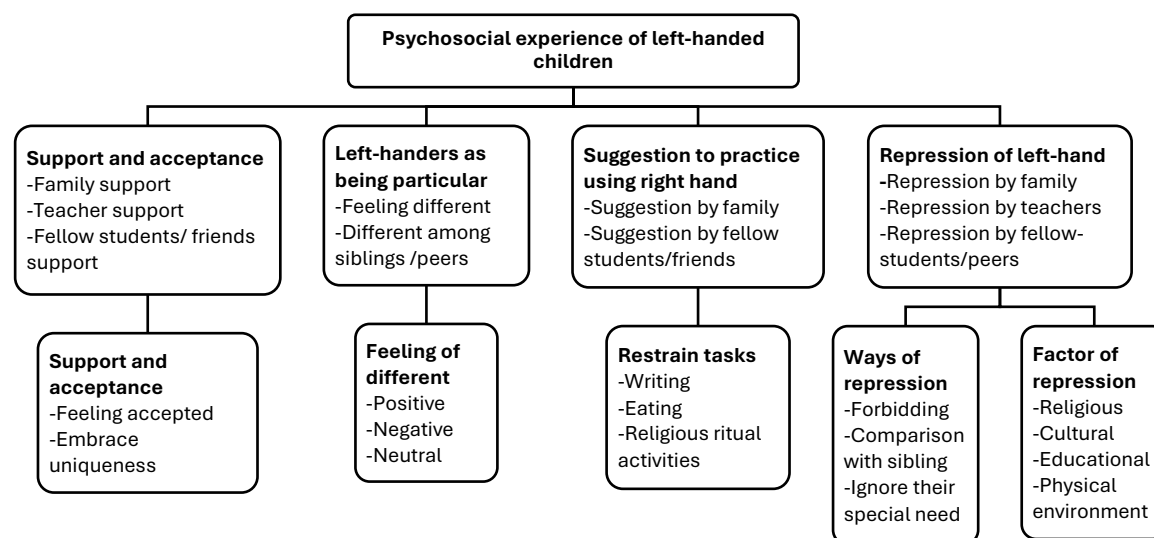 Psychosocial experience of left-handed
children
Support and acceptance
-Family support
-Teacher support
-Fellow students/ friends
support
Left-handers as
being particular
-Feeling different
-Different among
siblings /peers
Suggestion to practice
using right hand
-Suggestion by family
-Suggestion by fellow
students/friends
Repression of left-hand
-Repression by family
-Repression by teachers
-Repression by fellow-
students/peers
Support and
acceptance
-Feeling accepted
-Embrace
uniqueness
Feeling of
different
-Positive
-Negative
-Neutral
Restrain tasks
-Writing
-Eating
-Religious ritual
activities
Ways of
repression
-Forbidding
-Comparison
with sibling
-Ignore their
special need
Factor of
repression
-Religious
-Cultural
-Educational
-Physical
environment